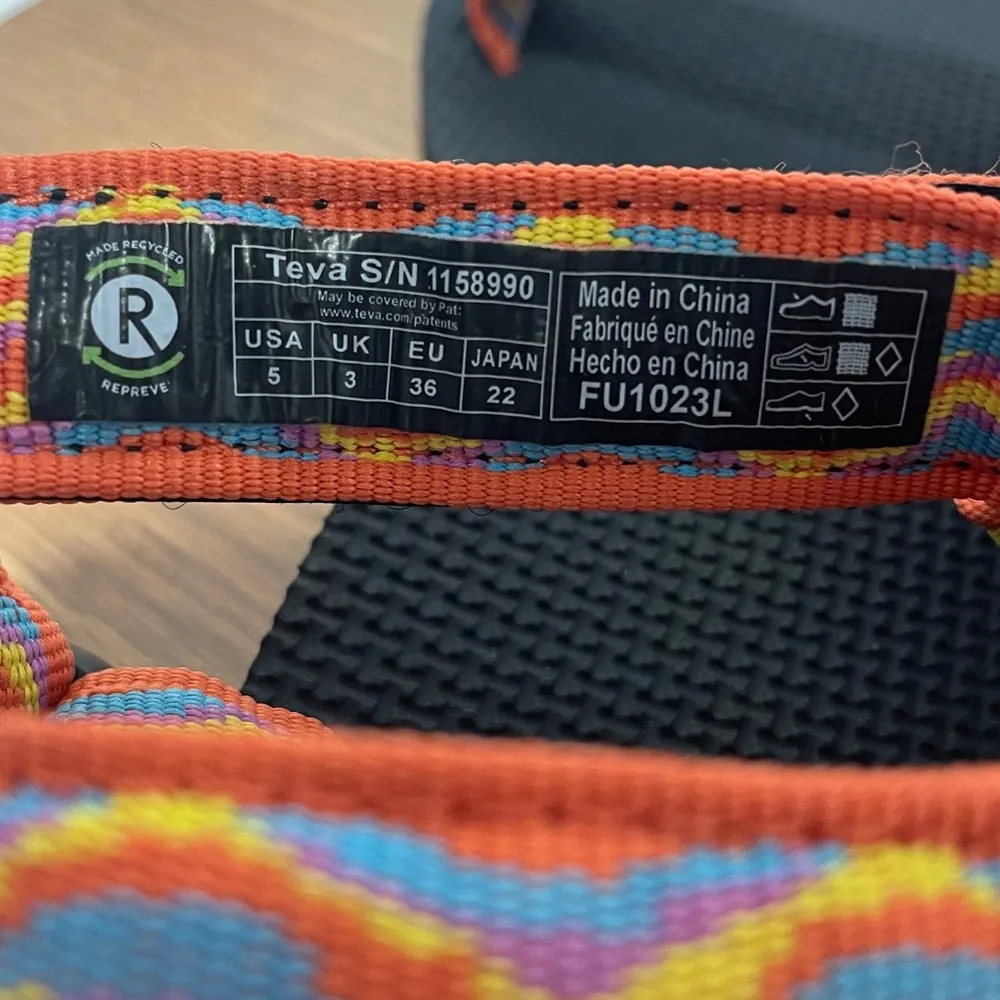 MADE RECYCLED
R
REPREVE
Teva S/N 1158990
May be covered by Pat:
www.teva.com/patents
USA UK EU JAPAN
5 3 36 22
Made in China
Fabriqué en Chine
Hecho en China
FU1023L